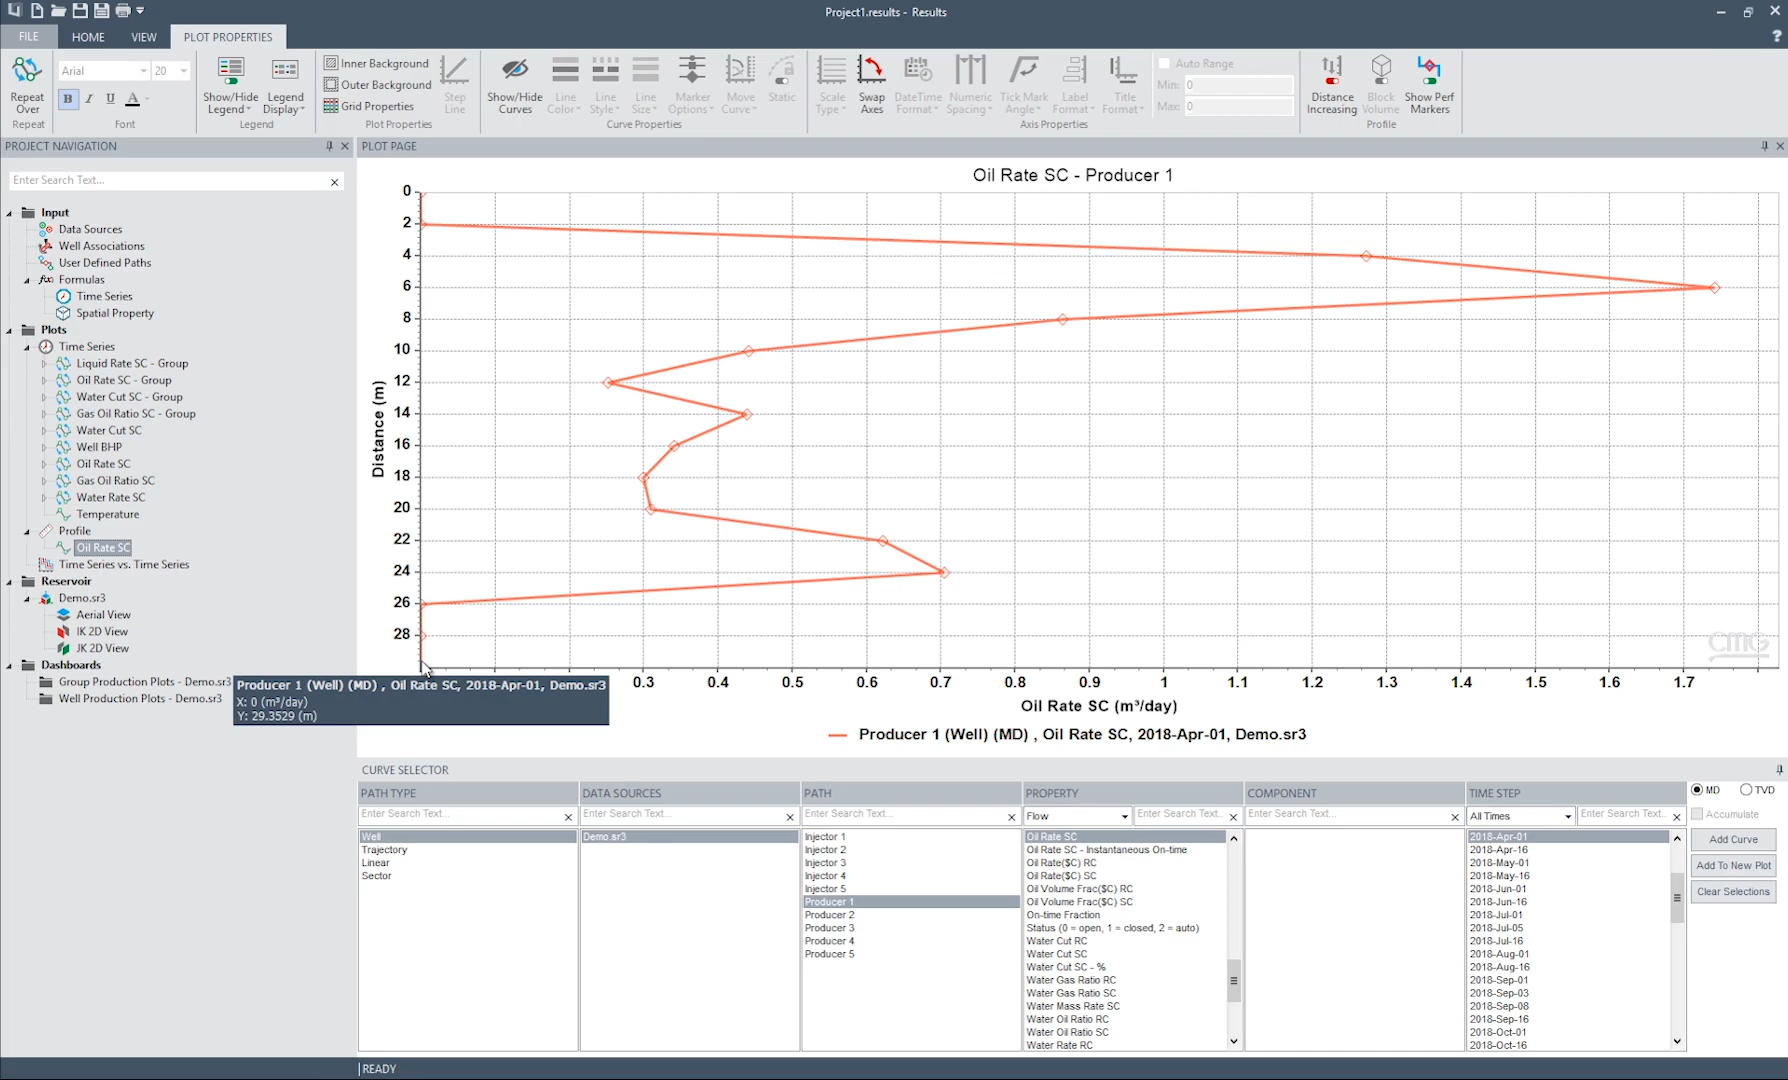 Project1.results - Results
FILE
HOME
VIEW
PLOT PROPERTIES
?
Repeat Over
Repeat
Arial
20
B I U A
Font
Show/Hide Legend
Legend Display
Legend
Inner Background
Outer Background
Grid Properties
Plot Properties
Step Line
Show/Hide Curves
Line Color
Line Style
Line Size
Marker Options
Move Curve
Static
Curve Properties
Scale Type
Swap Axes
DateTime Format
Numeric Spacing
Tick Mark Angle
Label Format
Title Format
Axis Properties
Auto Range
Min: 0
Max: 0
Distance Increasing
Block Volume
Show Perf Markers
Profile
PROJECT NAVIGATION
Enter Search Text...
Input
Data Sources
Well Associations
User Defined Paths
Formulas
Time Series
Spatial Property
Plots
Time Series
Liquid Rate SC - Group
Oil Rate SC - Group
Water Cut SC - Group
Gas Oil Ratio SC - Group
Water Cut SC
Well BHP
Oil Rate SC
Gas Oil Ratio SC
Water Rate SC
Temperature
Profile
Oil Rate SC
Time Series vs. Time Series
Reservoir
Demo.sr3
Aerial View
IK 2D View
JK 2D View
Dashboards
Group Production Plots - Demo.sr3
Well Production Plots - Demo.sr3
PLOT PAGE
Oil Rate SC - Producer 1
Distance (m)
0
2
4
6
8
10
12
14
16
18
20
22
24
26
28
0.3 0.4 0.5 0.6 0.7 0.8 0.9 1 1.1 1.2 1.3 1.4 1.5 1.6 1.7
Oil Rate SC (m³/day)
CMG
Producer 1 (Well) (MD) , Oil Rate SC, 2018-Apr-01, Demo.sr3
X: 0 (m³/day)
Y: 29.3529 (m)
Producer 1 (Well) (MD) , Oil Rate SC, 2018-Apr-01, Demo.sr3
CURVE SELECTOR
PATH TYPE
Enter Search Text...
Well
Trajectory
Linear
Sector
DATA SOURCES
Enter Search Text...
Demo.sr3
PATH
Enter Search Text...
Injector 1
Injector 2
Injector 3
Injector 4
Injector 5
Producer 1
Producer 2
Producer 3
Producer 4
Producer 5
PROPERTY
Flow
Enter Search Text...
Oil Rate SC
Oil Rate SC - Instantaneous On-time
Oil Rate($C) RC
Oil Rate($C) SC
Oil Volume Frac($C) RC
Oil Volume Frac($C) SC
On-time Fraction
Status (0 = open, 1 = closed, 2 = auto)
Water Cut RC
Water Cut SC
Water Cut SC - %
Water Gas Ratio RC
Water Gas Ratio SC
Water Mass Rate SC
Water Oil Ratio RC
Water Oil Ratio SC
Water Rate RC
COMPONENT
Enter Search Text...
TIME STEP
All Times
Enter Search Text...
2018-Apr-01
2018-Apr-16
2018-May-01
2018-May-16
2018-Jun-01
2018-Jun-16
2018-Jul-01
2018-Jul-05
2018-Jul-16
2018-Aug-01
2018-Aug-16
2018-Sep-01
2018-Sep-03
2018-Sep-08
2018-Sep-16
2018-Oct-01
2018-Oct-16
MD
TVD
Accumulate
Add Curve
Add To New Plot
Clear Selections
READY